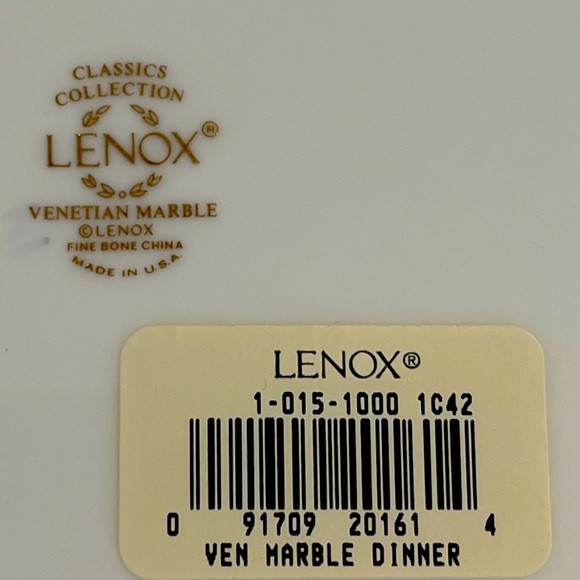 CLASSICS
COLLECTION
LENOX®
VENETIAN MARBLE
©LENOX
FINE BONE CHINA
MADE IN U.S.A.
LENOX®
1-015-1000 1C42
0 91709 20161 4
VEN MARBLE DINNER